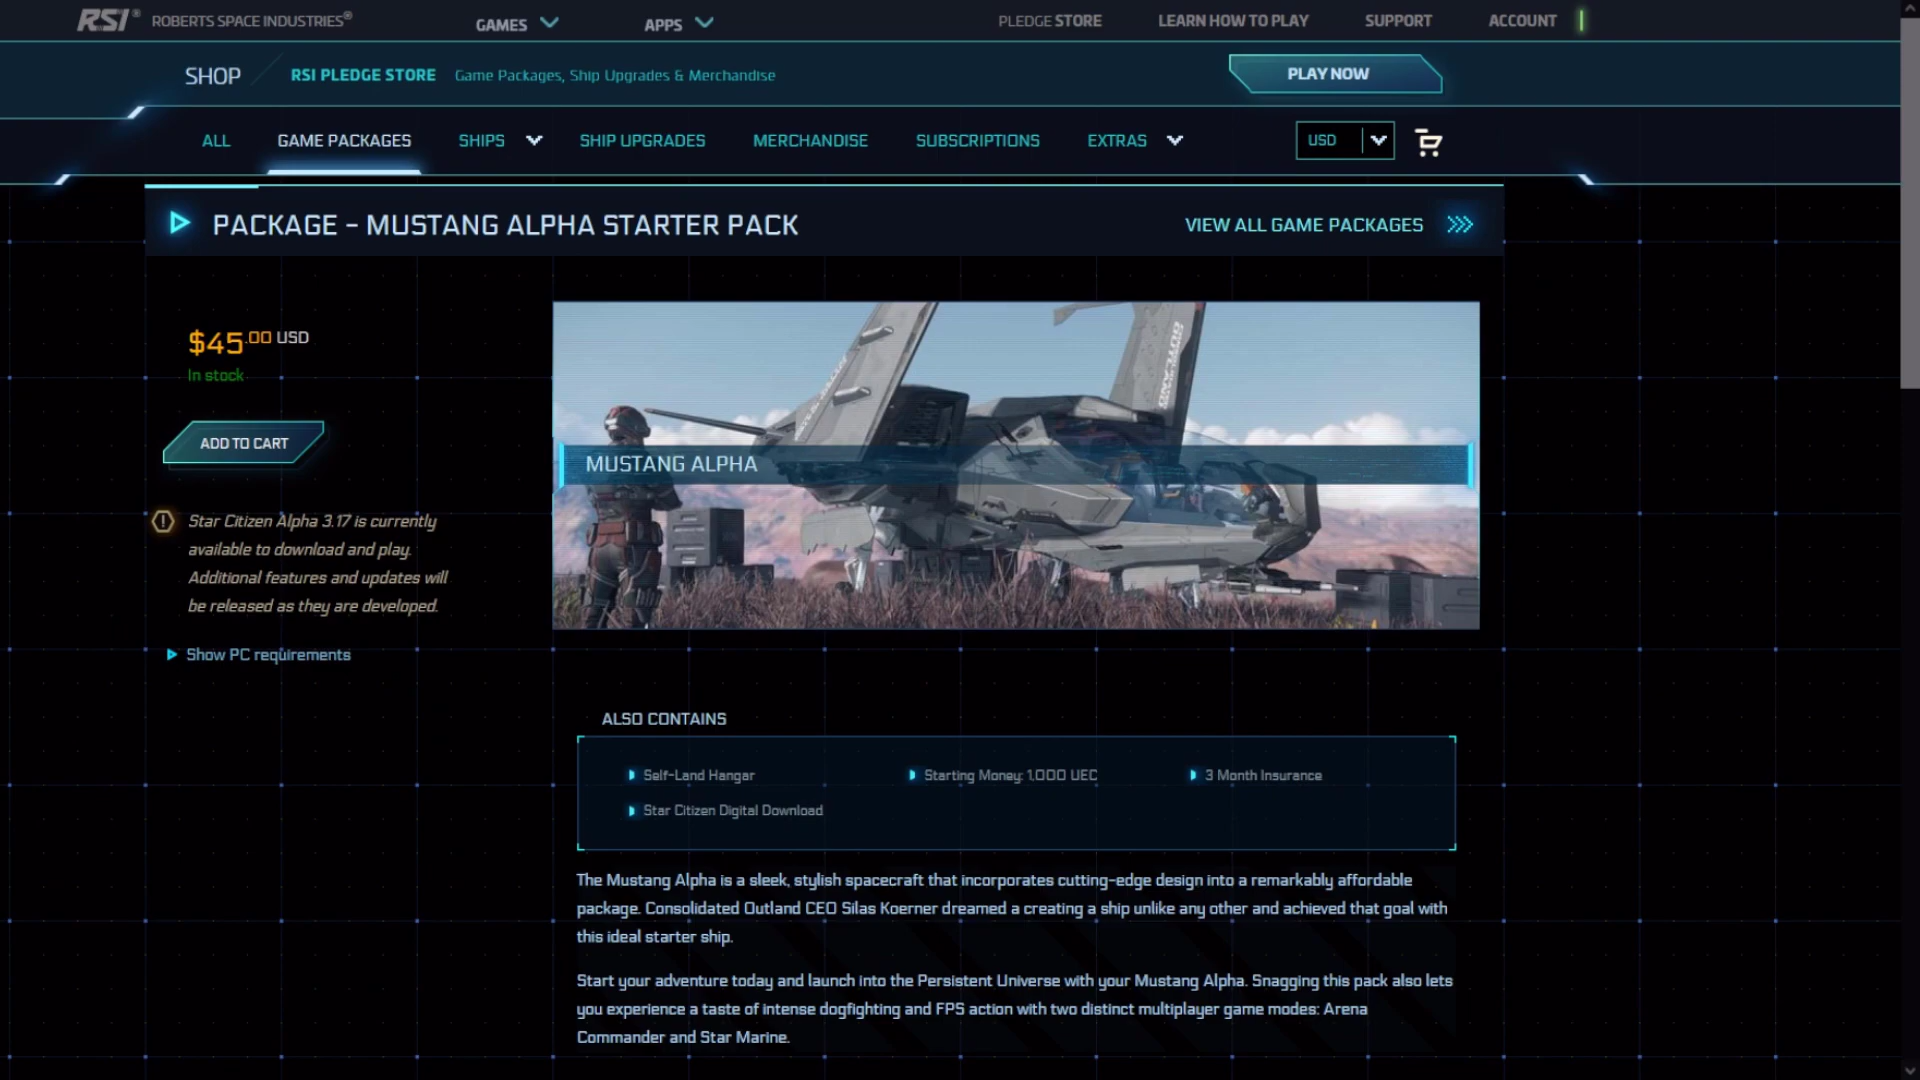 RSI® ROBERTS SPACE INDUSTRIES® GAMES APPS PLEDGE STORE LEARN HOW TO PLAY SUPPORT ACCOUNT
SHOP RSI PLEDGE STORE Game Packages, Ship Upgrades & Merchandise PLAY NOW
ALL GAME PACKAGES SHIPS SHIP UPGRADES MERCHANDISE SUBSCRIPTIONS EXTRAS USD
PACKAGE - MUSTANG ALPHA STARTER PACK VIEW ALL GAME PACKAGES
$45.00 USD
In stock
ADD TO CART
Star Citizen Alpha 3.17 is currently
available to download and play.
Additional features and updates will
be released as they are developed.
Show PC requirements
MUSTANG ALPHA
ALSO CONTAINS
Self-Land Hangar Starting Money: 1,000 UEC 3 Month Insurance
Star Citizen Digital Download
The Mustang Alpha is a sleek, stylish spacecraft that incorporates cutting-edge design into a remarkably affordable
package. Consolidated Outland CEO Silas Koerner dreamed a creating a ship unlike any other and achieved that goal with
this ideal starter ship.
Start your adventure today and launch into the Persistent Universe with your Mustang Alpha. Snagging this pack also lets
you experience a taste of intense dogfighting and FPS action with two distinct multiplayer game modes: Arena
Commander and Star Marine.